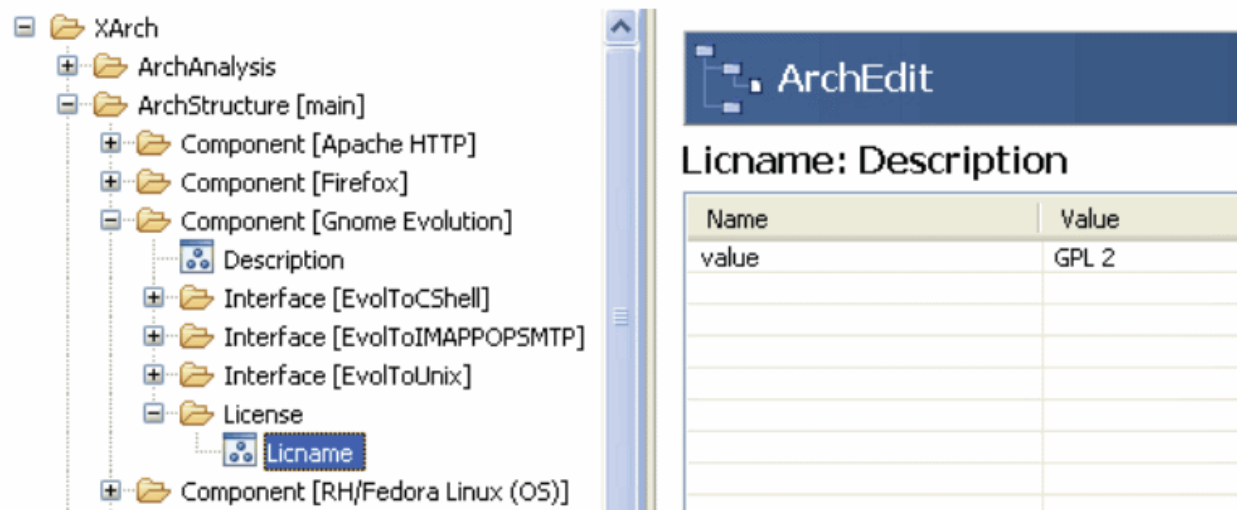 XArch
ArchAnalysis
ArchStructure [main]
Component [Apache HTTP]
Component [Firefox]
Component [Gnome Evolution]
Description
Interface [EvolToCShell]
Interface [EvolToIMAPPOPSMTP]
Interface [EvolToUnix]
License
Licname
Component [RH/Fedora Linux (OS)]
ArchEdit
Licname: Description
Name Value
value GPL 2